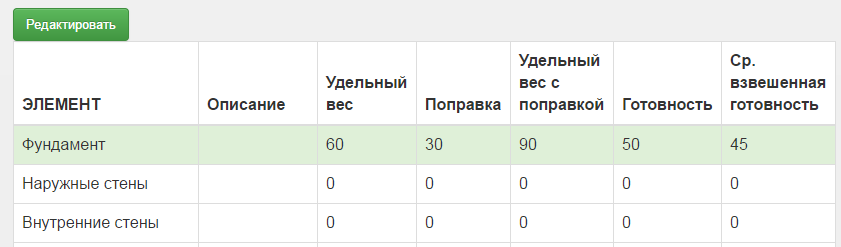 Редактировать
ЭЛЕМЕНТ Описание Удельный вес Поправка Удельный вес с поправкой Готовность Ср. взвешенная готовность
Фундамент 60 30 90 50 45
Наружные стены 0 0 0 0 0
Внутренние стены 0 0 0 0 0